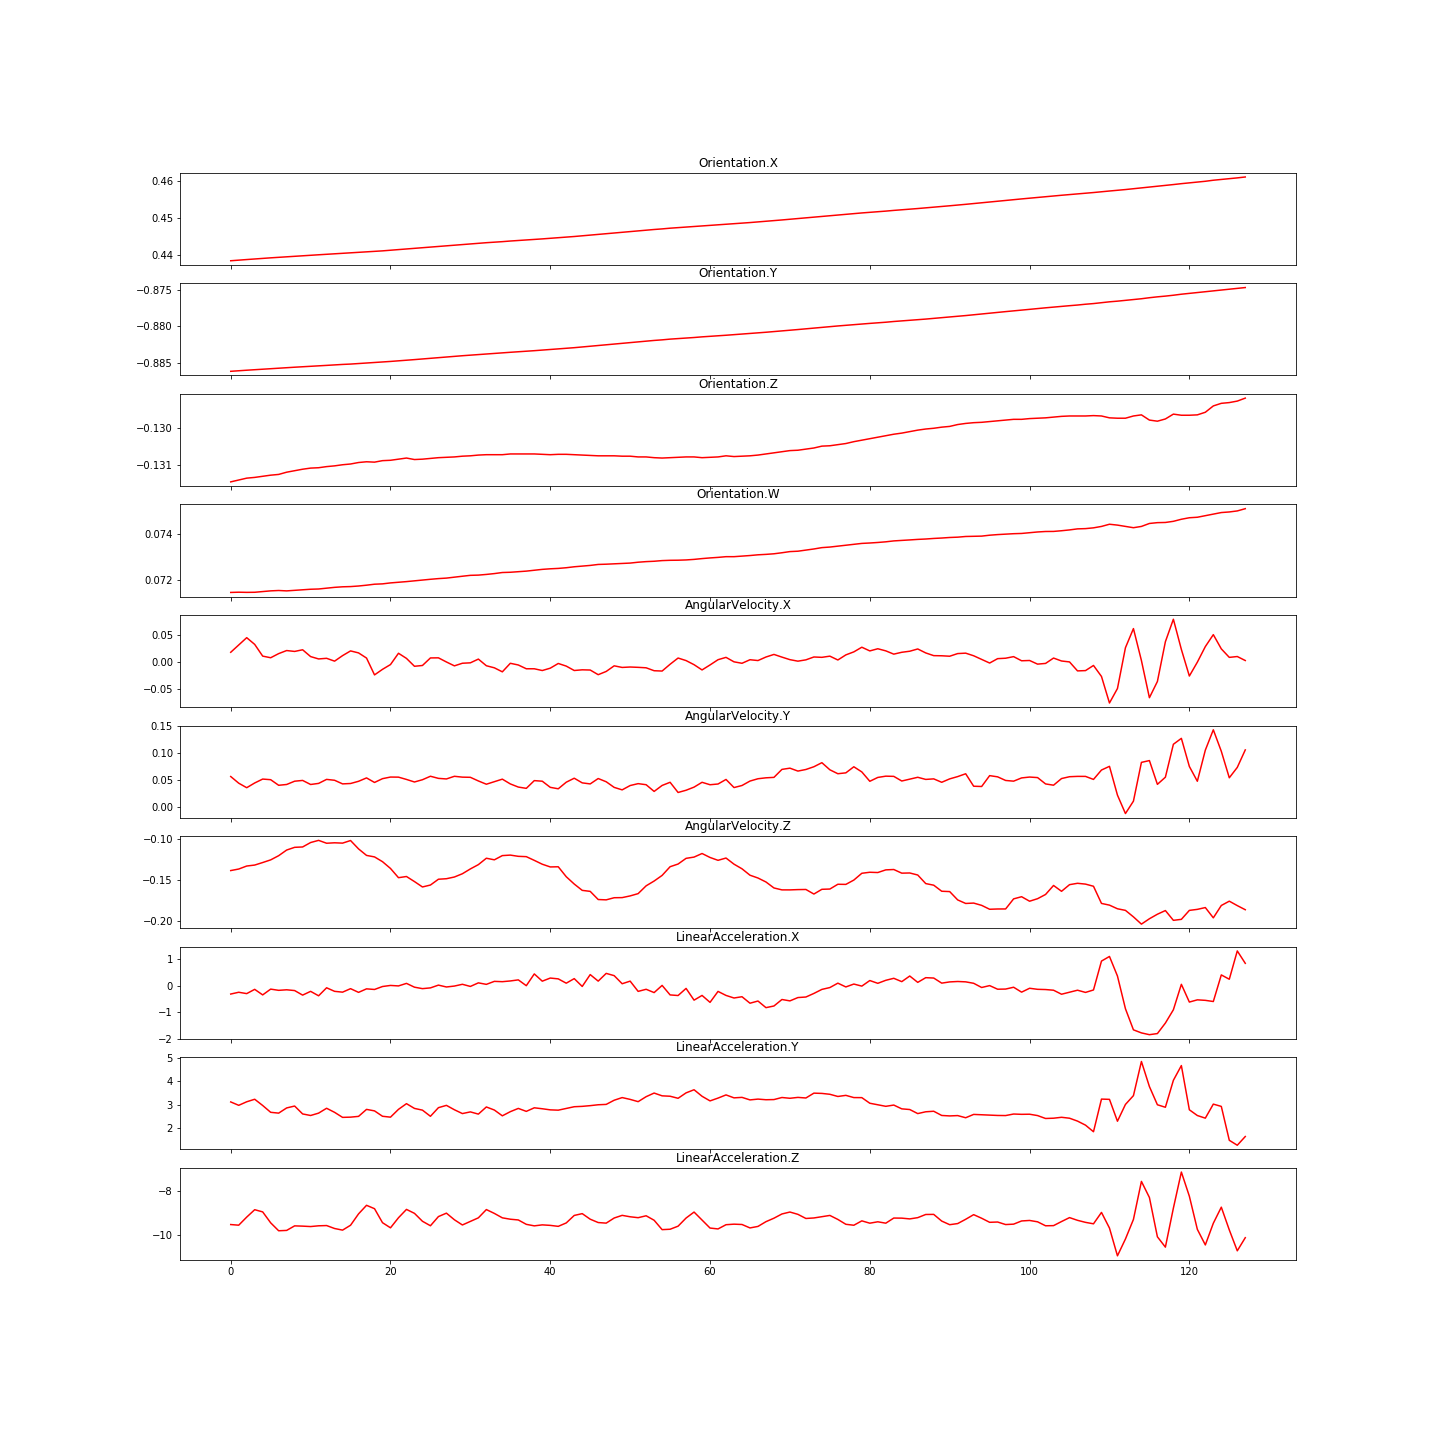 Orientation.X
0.46
0.45
0.44
Orientation.Y
−0.875
−0.880
−0.885
Orientation.Z
−0.130
−0.131
Orientation.W
0.074
0.072
AngularVelocity.X
0.05
0.00
−0.05
AngularVelocity.Y
0.15
0.10
0.05
0.00
AngularVelocity.Z
−0.10
−0.15
−0.20
LinearAcceleration.X
1
0
−1
−2
LinearAcceleration.Y
5
4
3
2
LinearAcceleration.Z
−8
−10
0 20 40 60 80 100 120